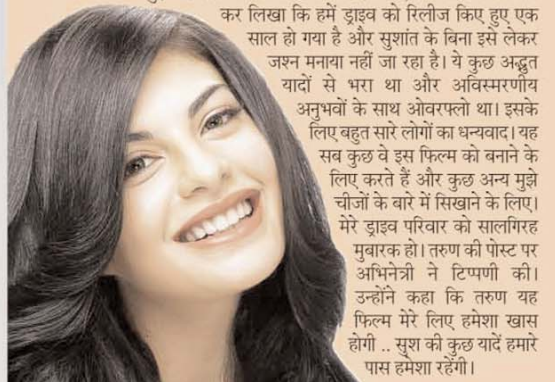 कर लिखा कि हमें ड्राइव को रिलीज किए हुए एक
साल हो गया है और सुशांत के बिना इसे लेकर
जश्न मनाया नहीं जा रहा है। ये कुछ अद्भुत
यादों से भरा था और अविस्मरणीय
अनुभवों के साथ ओवरफ्लो था। इसके
लिए बहुत सारे लोगों का धन्यवाद। यह
सब कुछ वे इस फिल्म को बनाने के
लिए करते हैं और कुछ अन्य मुझे
चीजों के बारे में सिखाने के लिए।
मेरे ड्राइव परिवार को सालगिरह
मुबारक हो। तरुण की पोस्ट पर
अभिनेत्री ने टिप्पणी की।
उन्होंने कहा कि तरुण यह
फिल्म मेरे लिए हमेशा खास
होगी .. सुश की कुछ यादें हमारे
पास हमेशा रहेंगी।